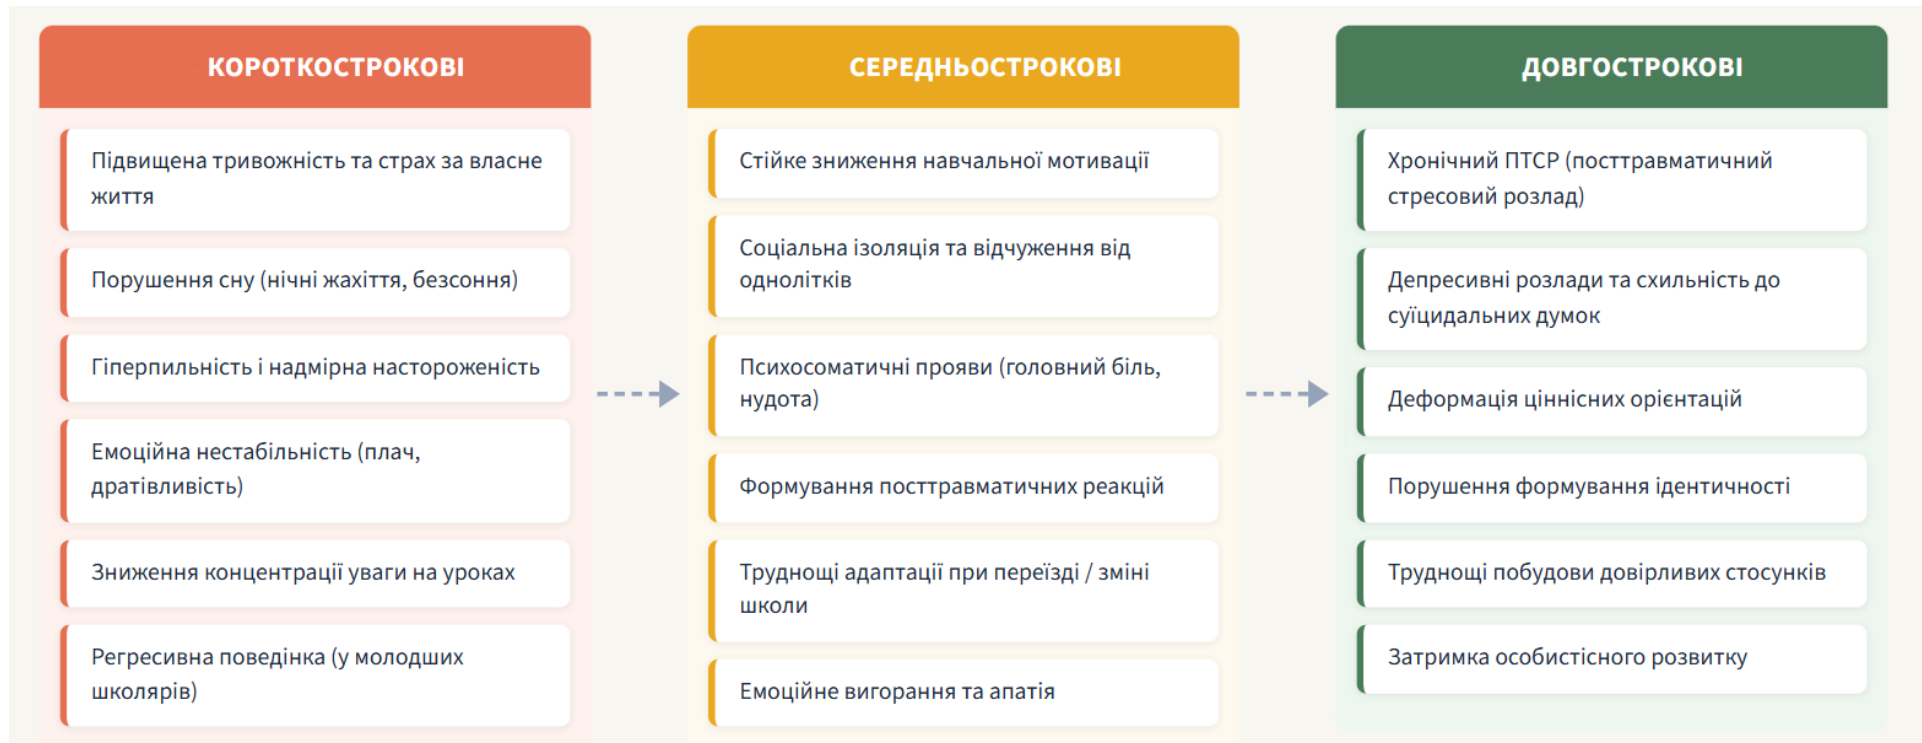 КОРОТКОСТРОКОВІ
Підвищена тривожність та страх за власне
життя
Порушення сну (нічні жахіття, безсоння)
Гіперпильність і надмірна настороженість
Емоційна нестабільність (плач,
дратівливість)
Зниження концентрації уваги на уроках
Регресивна поведінка (у молодших
школярів)
СЕРЕДНЬОСТРОКОВІ
Стійке зниження навчальної мотивації
Соціальна ізоляція та відчуження від
однолітків
Психосоматичні прояви (головний біль,
нудота)
Формування посттравматичних реакцій
Труднощі адаптації при переїзді / зміні
школи
Емоційне вигорання та апатія
ДОВГОСТРОКОВІ
Хронічний ПТСР (посттравматичний
стресовий розлад)
Депресивні розлади та схильність до
суїцидальних думок
Деформація ціннісних орієнтацій
Порушення формування ідентичності
Труднощі побудови довірливих стосунків
Затримка особистісного розвитку